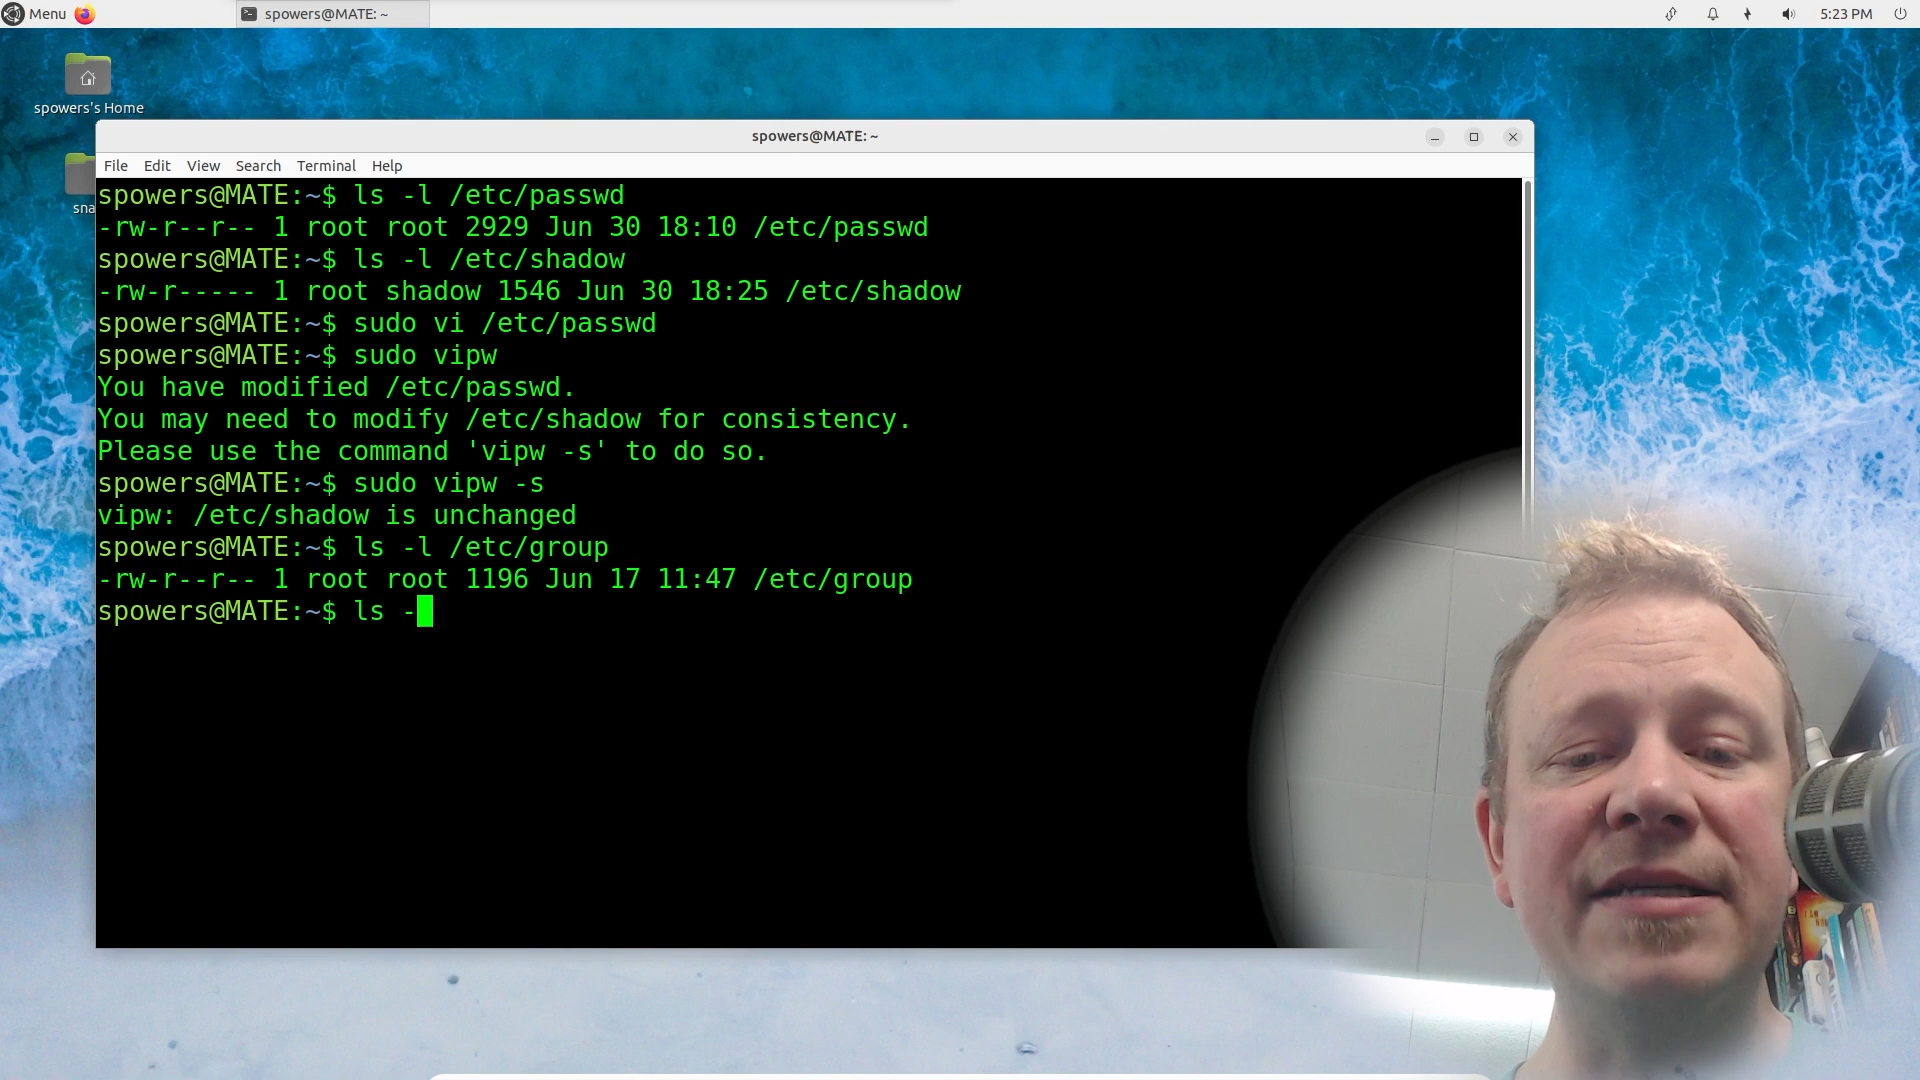 Menu
spowers@MATE: ~
5:23 PM
spowers's Home
sna
spowers@MATE: ~
File Edit View Search Terminal Help
spowers@MATE:~$ ls -l /etc/passwd
-rw-r--r-- 1 root root 2929 Jun 30 18:10 /etc/passwd
spowers@MATE:~$ ls -l /etc/shadow
-rw-r----- 1 root shadow 1546 Jun 30 18:25 /etc/shadow
spowers@MATE:~$ sudo vi /etc/passwd
spowers@MATE:~$ sudo vipw
You have modified /etc/passwd.
You may need to modify /etc/shadow for consistency.
Please use the command 'vipw -s' to do so.
spowers@MATE:~$ sudo vipw -s
vipw: /etc/shadow is unchanged
spowers@MATE:~$ ls -l /etc/group
-rw-r--r-- 1 root root 1196 Jun 17 11:47 /etc/group
spowers@MATE:~$ ls -